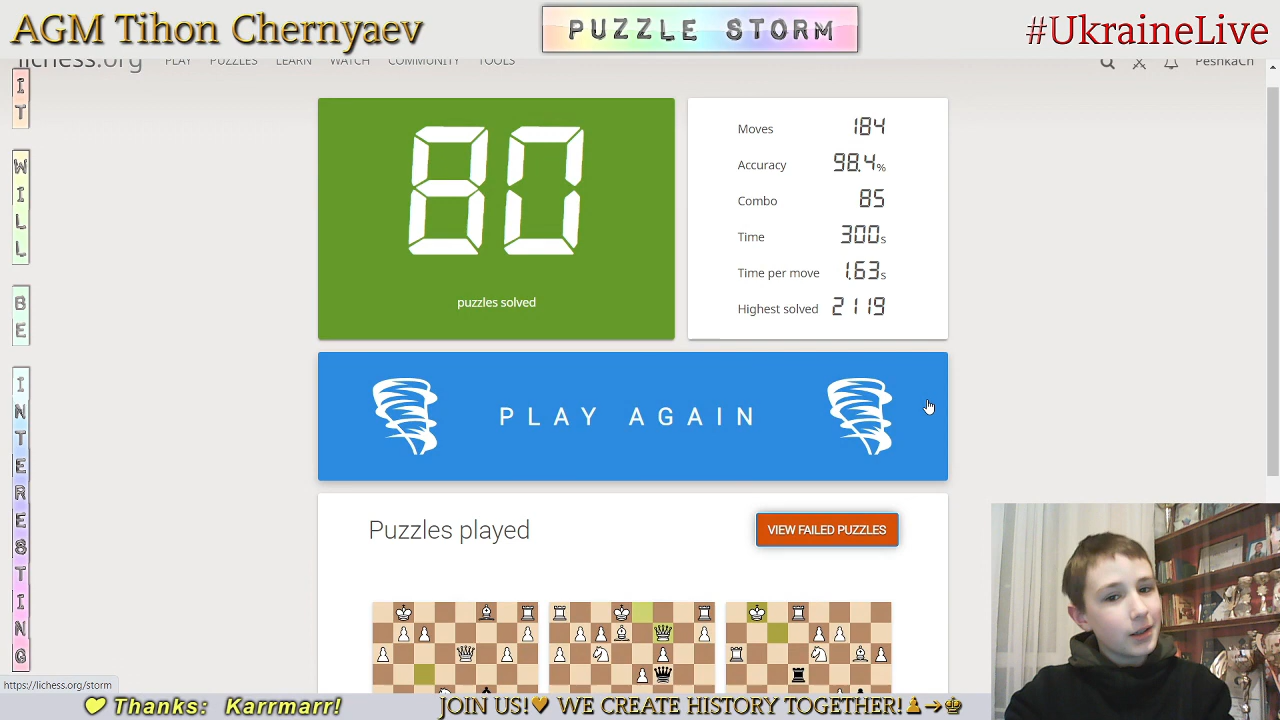 AGM Tihon Chernyaev
PUZZLE STORM
#UkraineLive
lichess.org
PLAY PUZZLES LEARN WATCH COMMUNITY TOOLS
PeshkaCh
IT
WILL
BE
INTERESTING
80
puzzles solved
Moves 184
Accuracy 98.4%
Combo 85
Time 300s
Time per move 1.63s
Highest solved 2119
PLAY AGAIN
Puzzles played
VIEW FAILED PUZZLES
https://lichess.org/storm
Thanks: Karrmarr!
JOIN US! WE CREATE HISTORY TOGETHER!